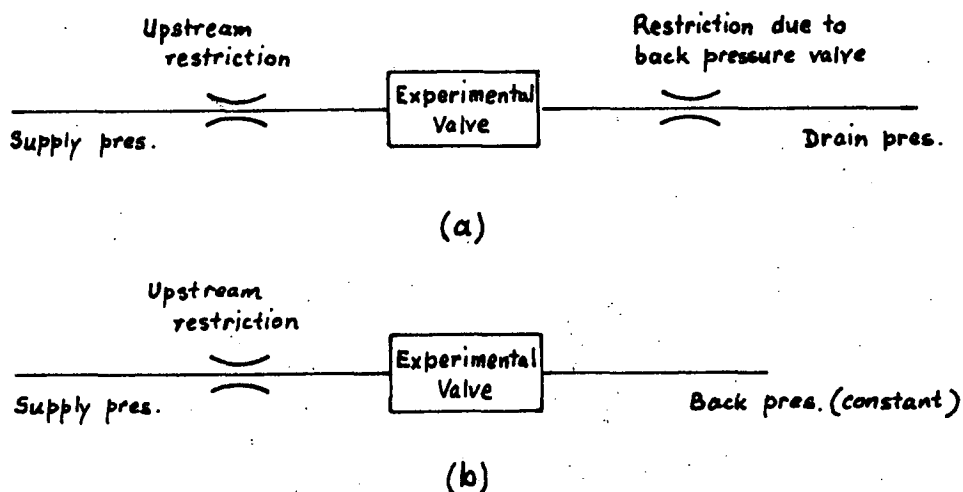 Upstream
restriction
Restriction due to
back pressure valve
Experimental
Valve
Supply pres.
Drain pres.
(a)
Upstream
restriction
Experimental
Valve
Supply pres.
Back pres. (constant)
(b)